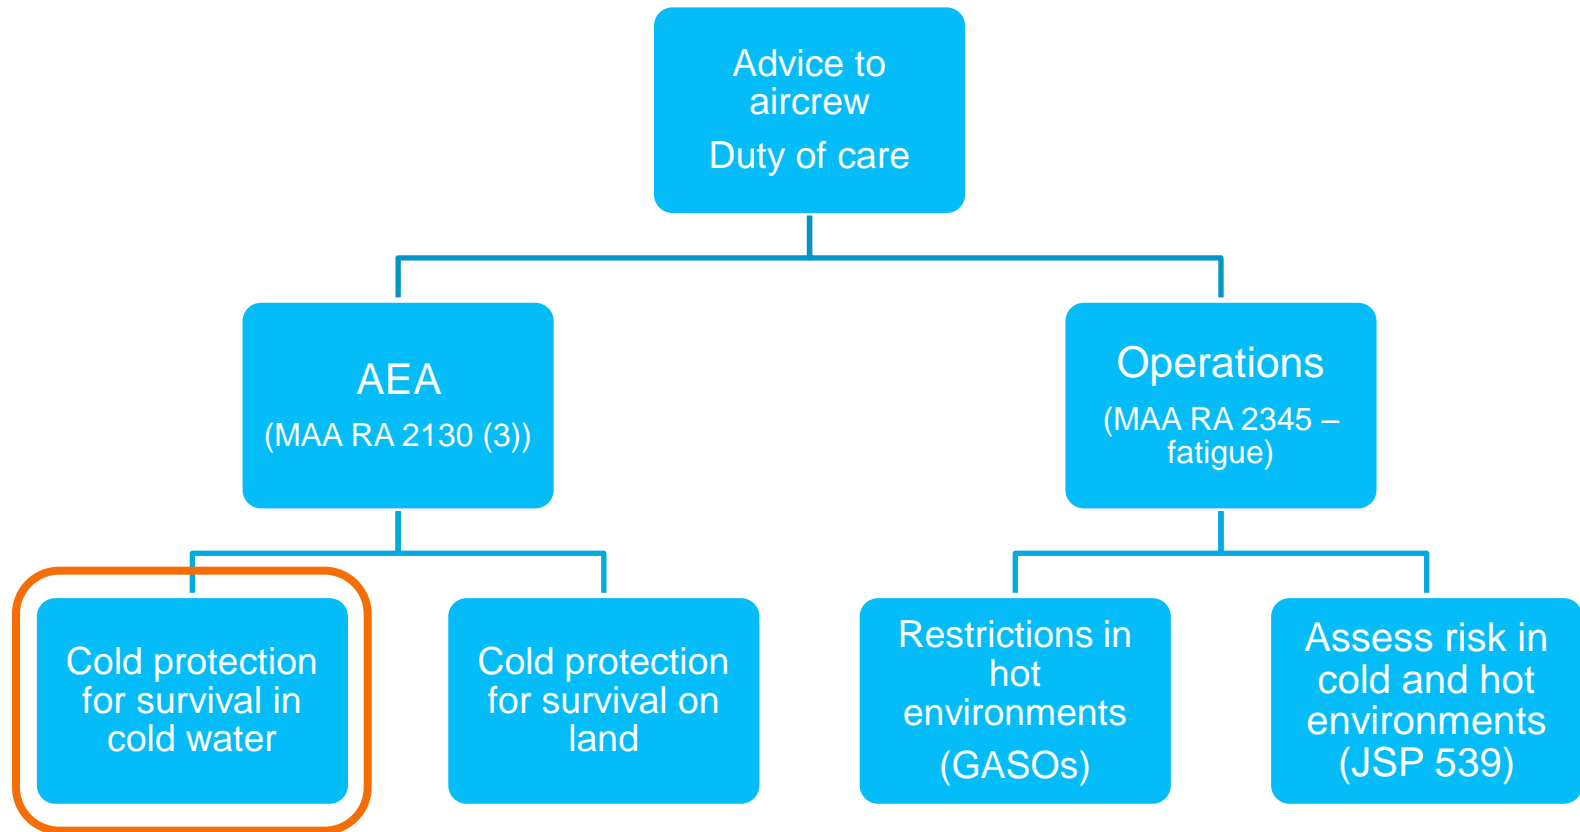 Advice to
aircrew
Duty of care
AEA
(MAA RA 2130 (3))
Operations
(MAA RA 2345 –
fatigue)
Cold protection
for survival in
cold water
Cold protection
for survival on
land
Restrictions in
hot
environments
(GASOs)
Assess risk in
cold and hot
environments
(JSP 539)